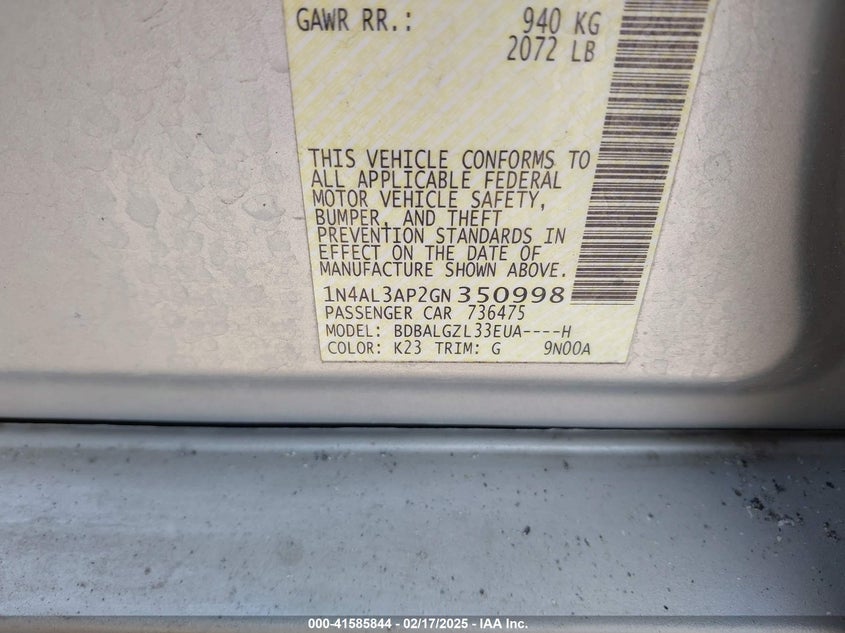 GAWR RR.: 940 KG
2072 LB
THIS VEHICLE CONFORMS TO
ALL APPLICABLE FEDERAL
MOTOR VEHICLE SAFETY,
BUMPER, AND THEFT
PREVENTION STANDARDS IN
EFFECT ON THE DATE OF
MANUFACTURE SHOWN ABOVE.
1N4AL3AP2GN350998
PASSENGER CAR 736475
MODEL: BDBALGZL33EUA----H
COLOR: K23 TRIM: G 9N00A
000-41585844 - 02/17/2025 - IAA Inc.